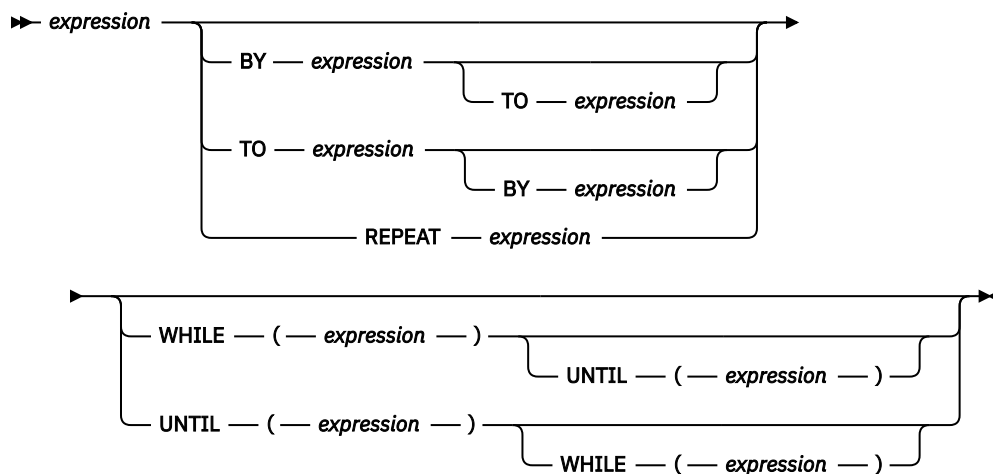 expression
BY expression
TO expression
TO expression
BY expression
REPEAT expression
WHILE ( expression )
UNTIL ( expression )
UNTIL ( expression )
WHILE ( expression )